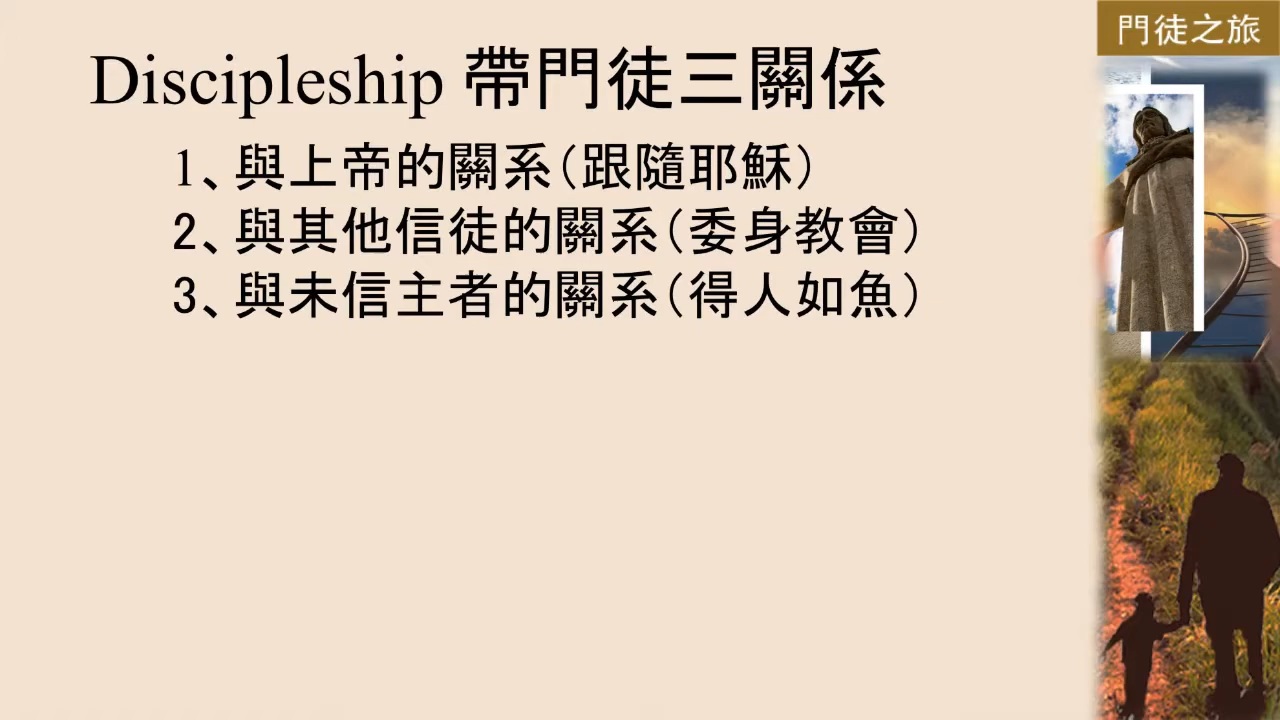 門徒之旅
Discipleship 帶門徒三關係
1、與上帝的關系（跟隨耶穌）
2、與其他信徒的關系（委身教會）
3、與未信主者的關系（得人如魚）